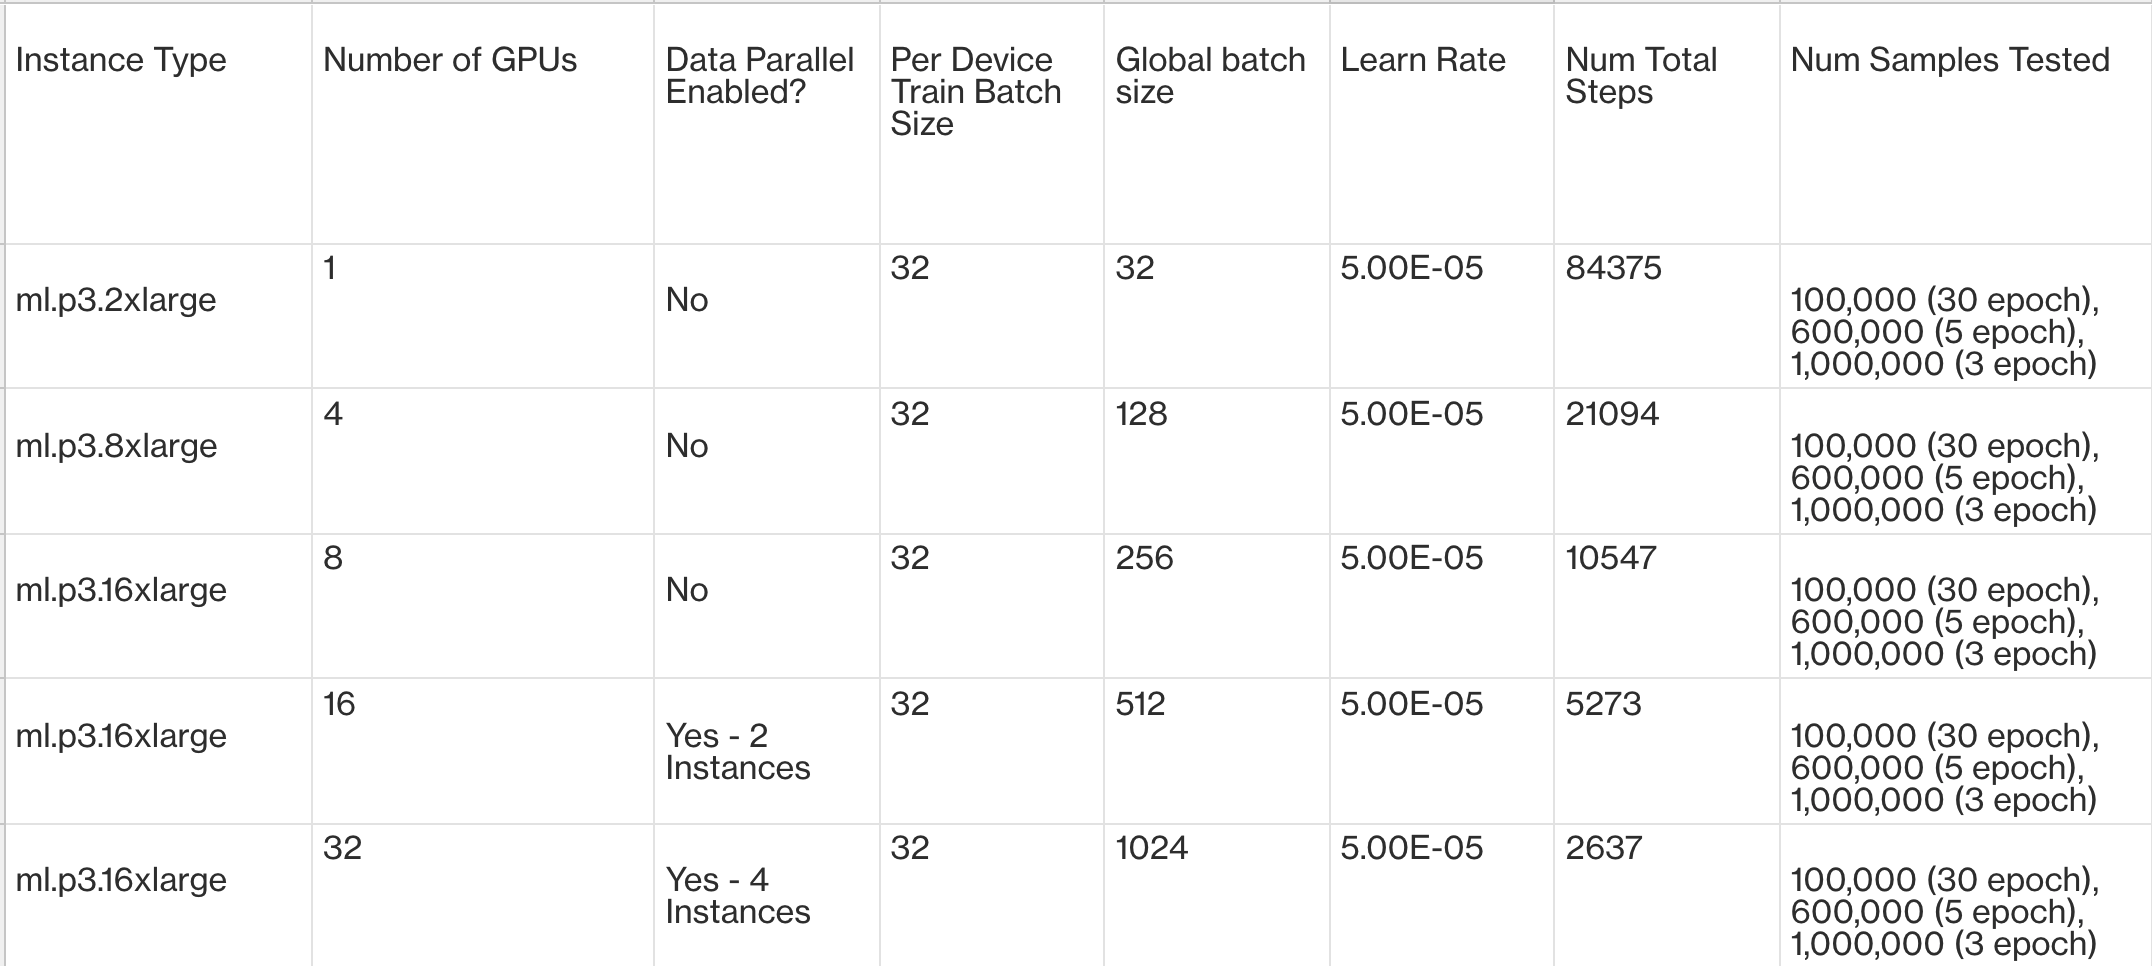 Instance Type
Number of GPUs
Data Parallel
Enabled?
Per Device
Train Batch
Size
Global batch
size
Learn Rate
Num Total
Steps
Num Samples Tested
ml.p3.2xlarge
1
No
32
32
5.00E-05
84375
100,000 (30 epoch),
600,000 (5 epoch),
1,000,000 (3 epoch)
ml.p3.8xlarge
4
No
32
128
5.00E-05
21094
100,000 (30 epoch),
600,000 (5 epoch),
1,000,000 (3 epoch)
ml.p3.16xlarge
8
No
32
256
5.00E-05
10547
100,000 (30 epoch),
600,000 (5 epoch),
1,000,000 (3 epoch)
ml.p3.16xlarge
16
Yes - 2
Instances
32
512
5.00E-05
5273
100,000 (30 epoch),
600,000 (5 epoch),
1,000,000 (3 epoch)
ml.p3.16xlarge
32
Yes - 4
Instances
32
1024
5.00E-05
2637
100,000 (30 epoch),
600,000 (5 epoch),
1,000,000 (3 epoch)